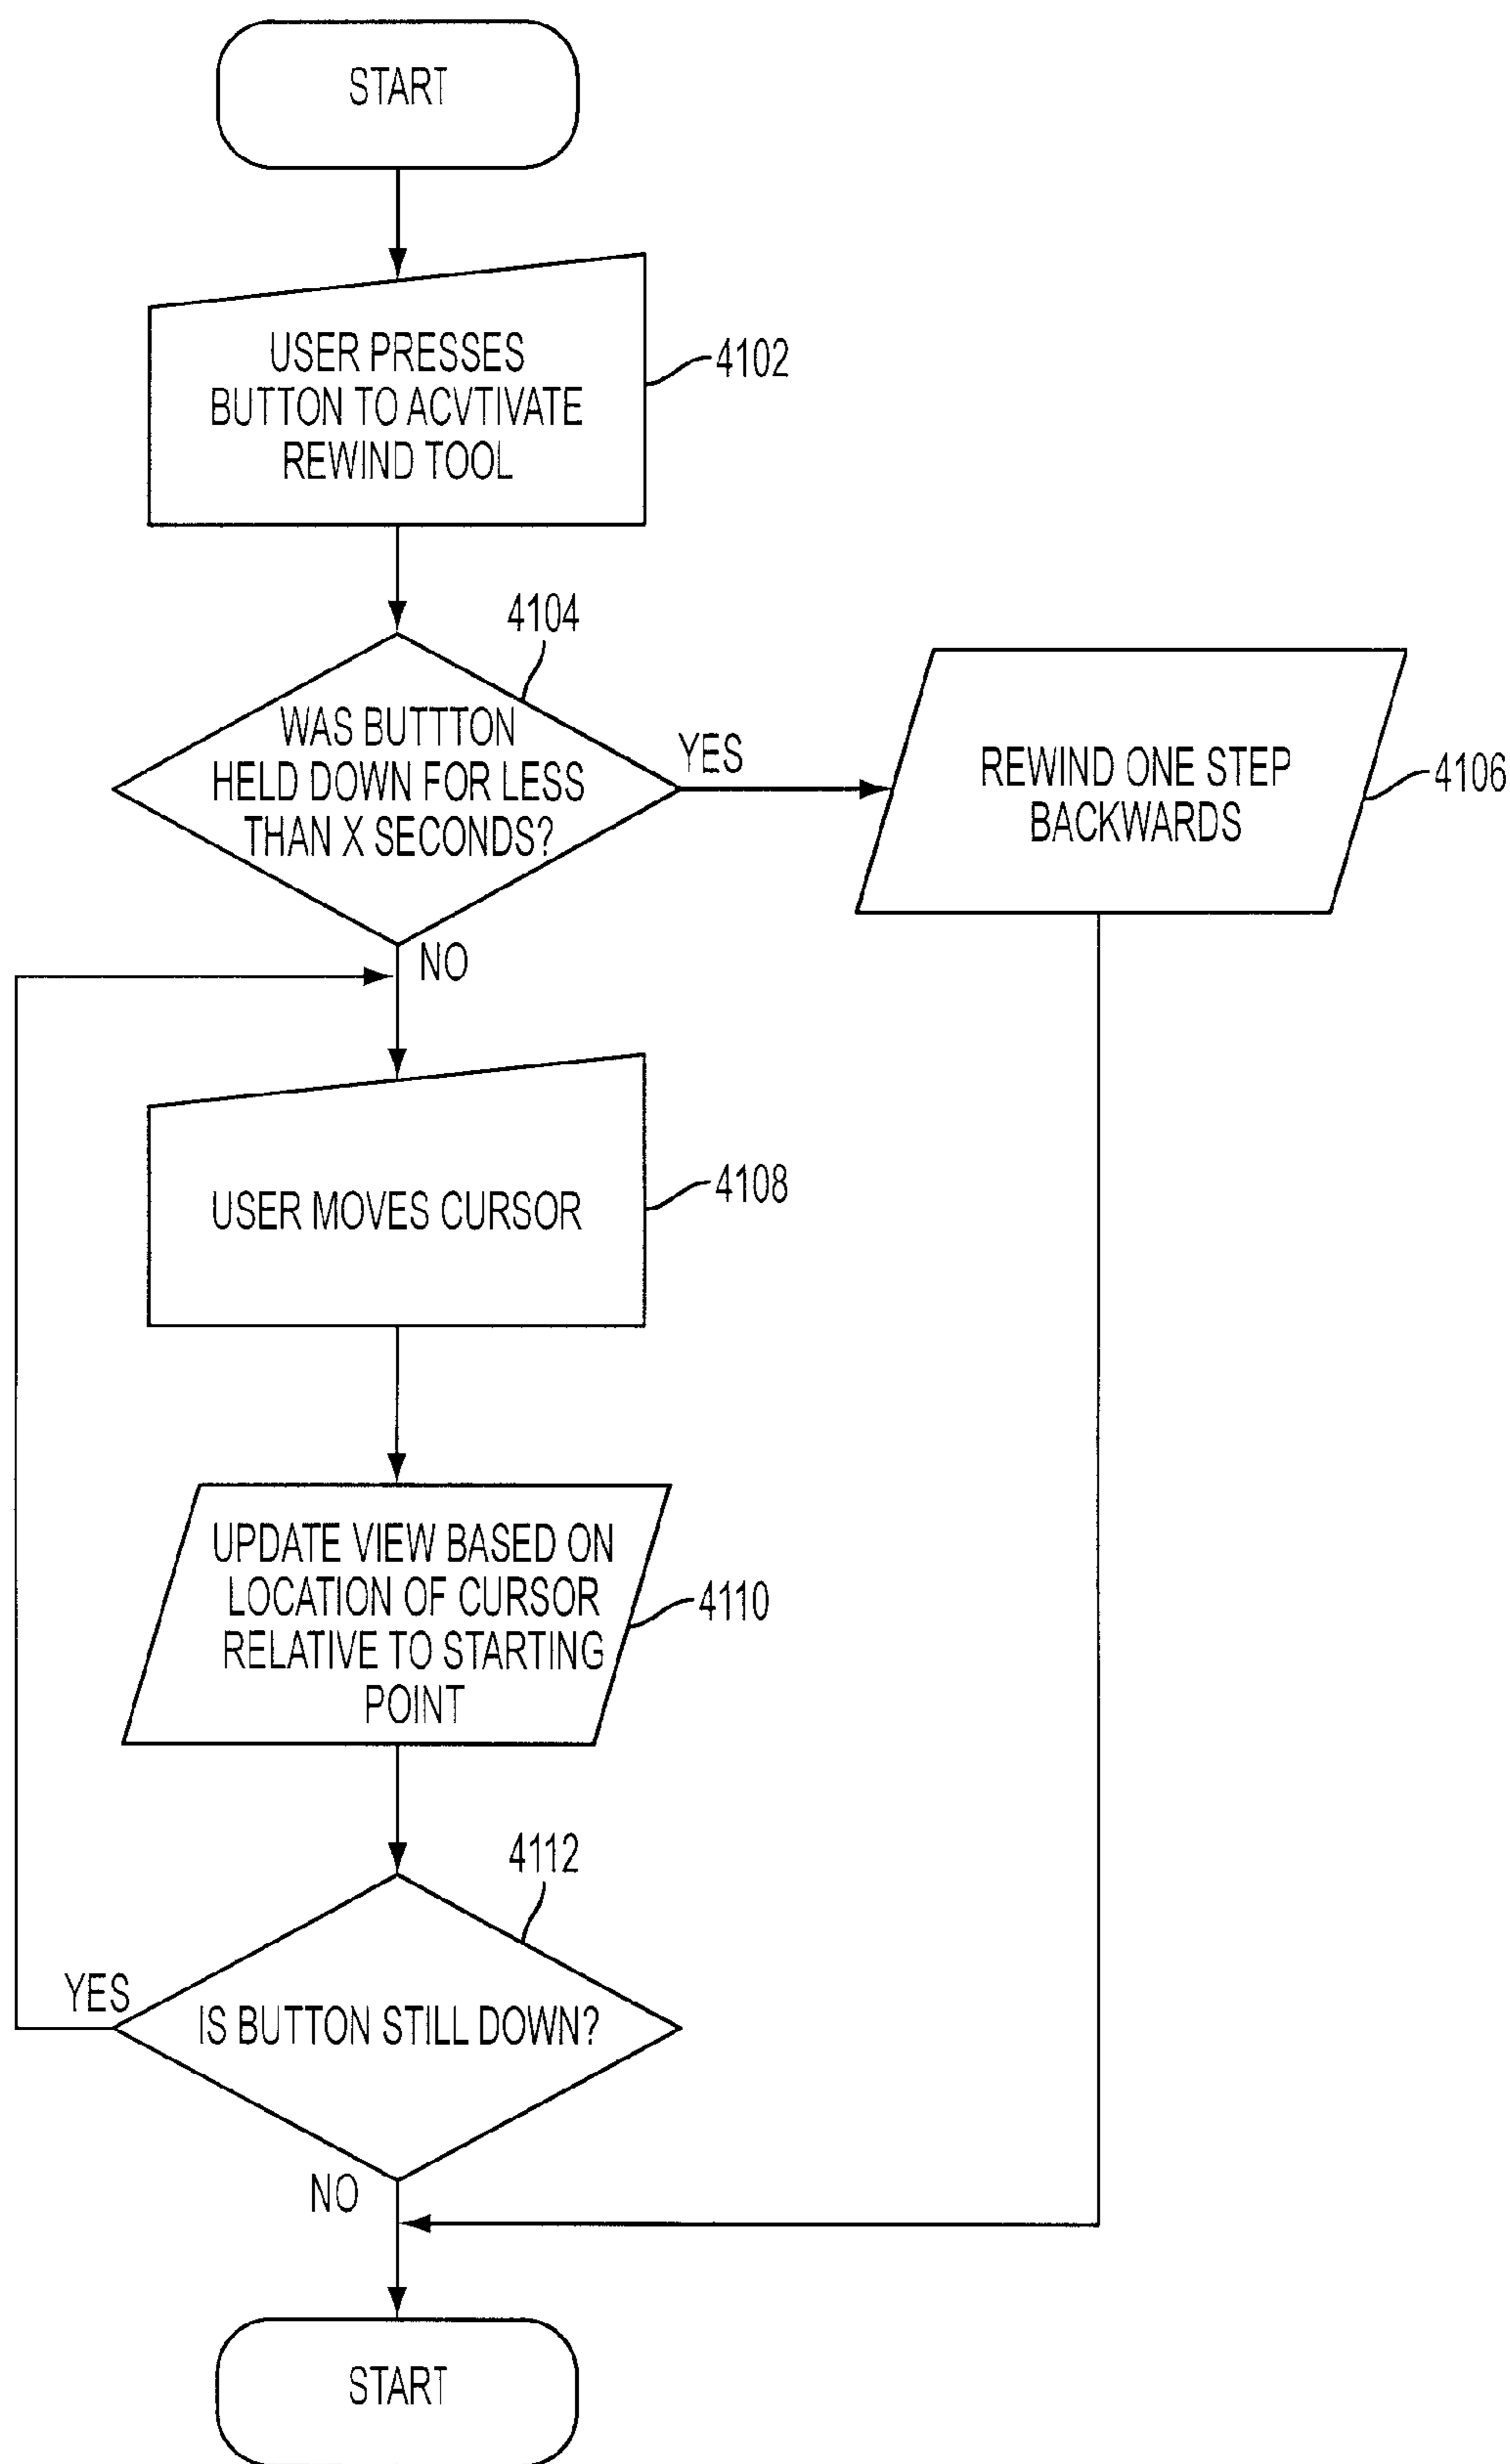 START
USER PRESSES
BUTTON TO ACVTIVATE
REWIND TOOL
4102
4104
WAS BUTTTON
HELD DOWN FOR LESS
THAN X SECONDS?
YES
REWIND ONE STEP
BACKWARDS
4106
NO
USER MOVES CURSOR
4108
UPDATE VIEW BASED ON
LOCATION OF CURSOR
RELATIVE TO STARTING
POINT
4110
4112
YES
IS BUTTON STILL DOWN?
NO
START